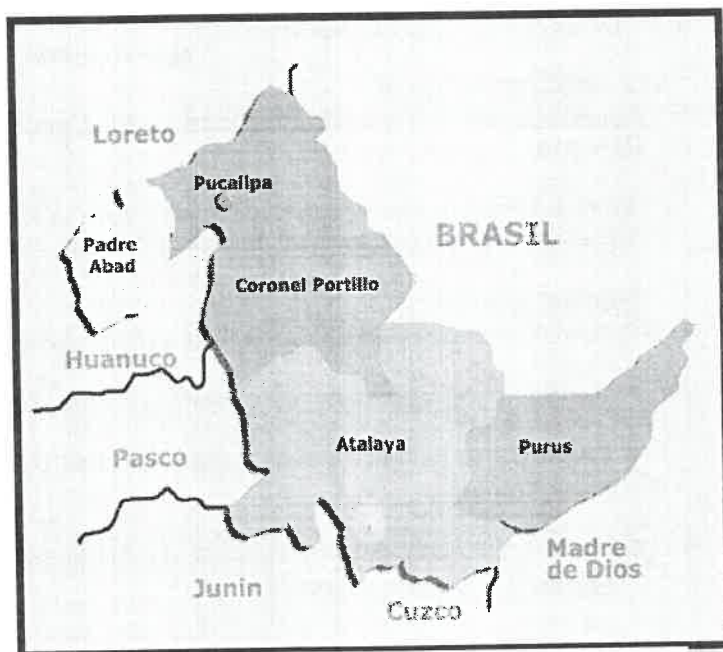 Loreto
Pucallpa
Padre
Abad
BRASIL
Coronel Portillo
Huanuco
Atalaya
Purus
Pasco
Madre
de Dios
Junin
Cuzco